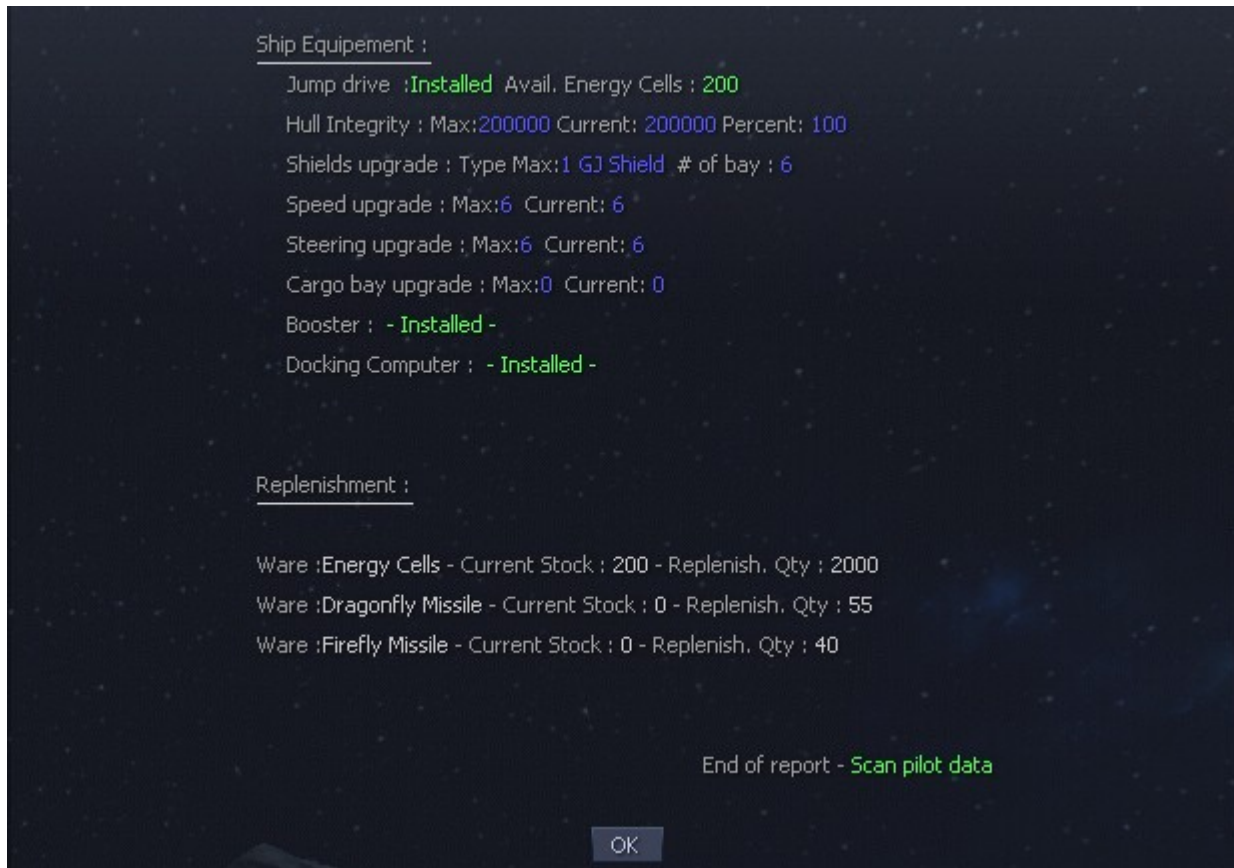 Ship Equipement :
Jump drive :Installed Avail. Energy Cells : 200
Hull Integrity : Max:200000 Current: 200000 Percent: 100
Shields upgrade : Type Max:1 GJ Shield # of bay : 6
Speed upgrade : Max:6 Current: 6
Steering upgrade : Max:6 Current: 6
Cargo bay upgrade : Max:0 Current: 0
Booster : - Installed -
Docking Computer : - Installed -
Replenishment :
Ware :Energy Cells - Current Stock : 200 - Replenish. Qty : 2000
Ware :Dragonfly Missile - Current Stock : 0 - Replenish. Qty : 55
Ware :Firefly Missile - Current Stock : 0 - Replenish. Qty : 40
End of report - Scan pilot data
OK